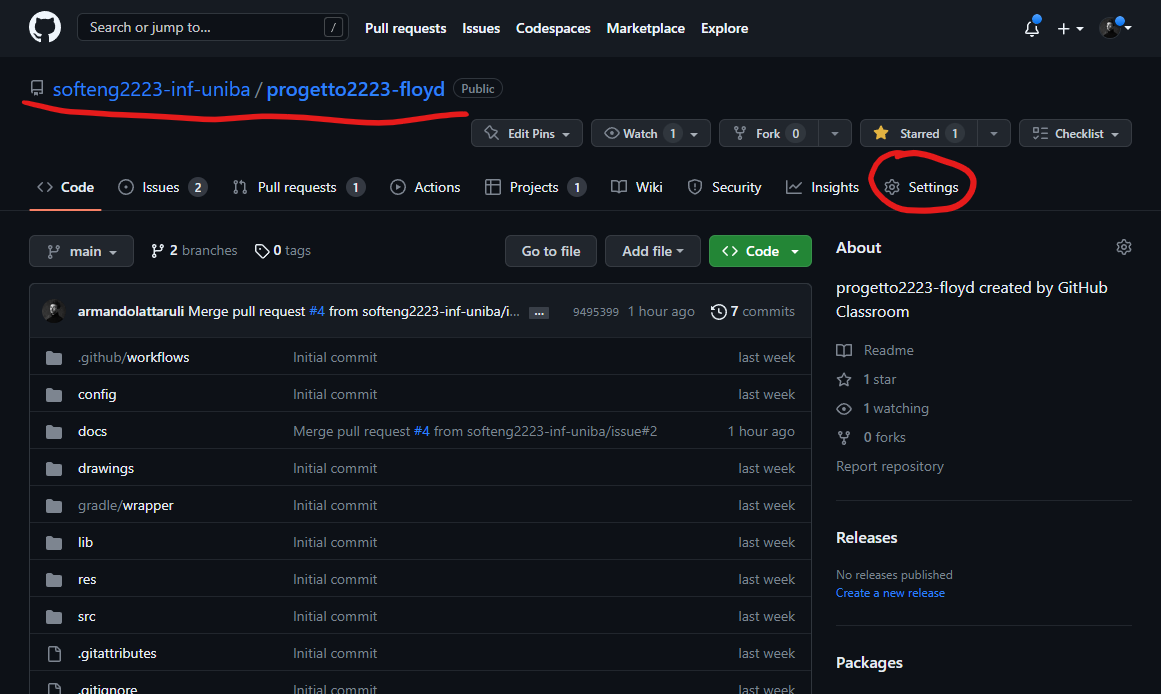 Search or jump to... /
Pull requests Issues Codespaces Marketplace Explore
softeng2223-inf-uniba / progetto2223-floyd Public
Edit Pins Watch 1 Fork 0 Starred 1 Checklist
Code Issues 2 Pull requests 1 Actions Projects 1 Wiki Security Insights Settings
main 2 branches 0 tags Go to file Add file Code
armandolattaruli Merge pull request #4 from softeng2223-inf-uniba/i... ... 9495399 1 hour ago 7 commits
.github/workflows Initial commit last week
config Initial commit last week
docs Merge pull request #4 from softeng2223-inf-uniba/issue#2 1 hour ago
drawings Initial commit last week
gradle/wrapper Initial commit last week
lib Initial commit last week
res Initial commit last week
src Initial commit last week
.gitattributes Initial commit last week
.gitignore Initial commit last week
About
progetto2223-floyd created by GitHub
Classroom
Readme
1 star
1 watching
0 forks
Report repository
Releases
No releases published
Create a new release
Packages